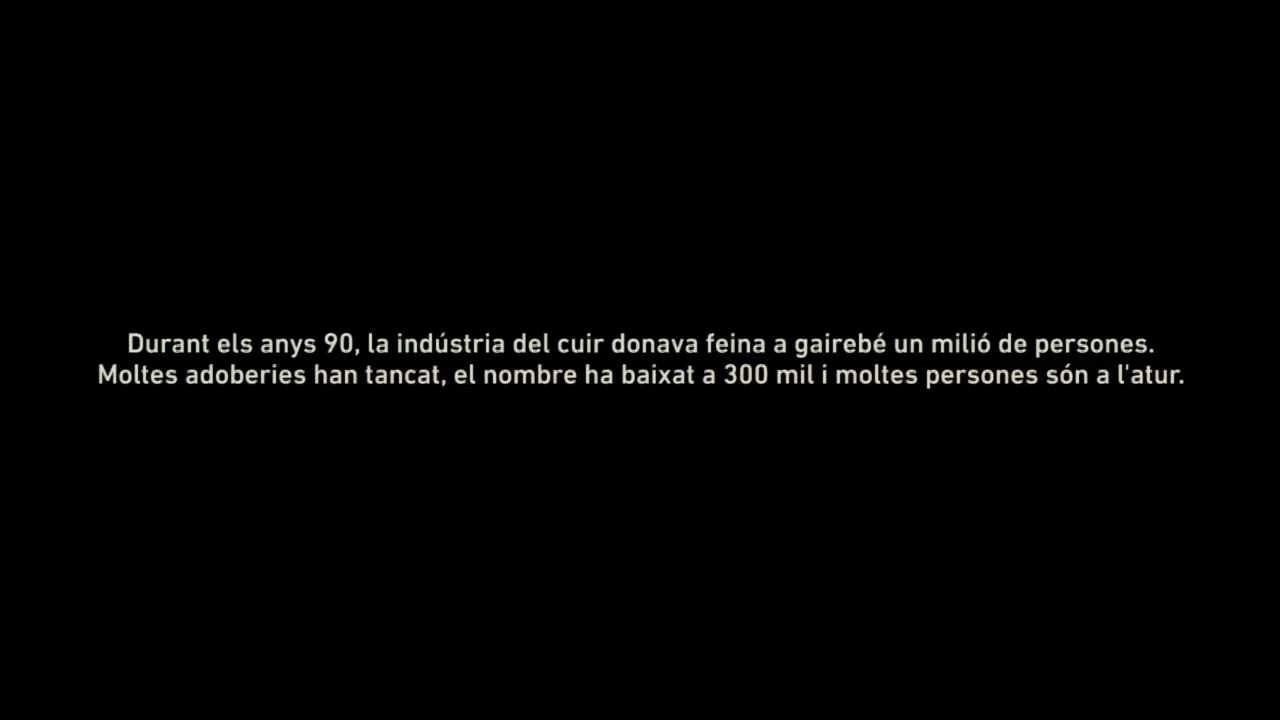 Durant els anys 90, la indústria del cuir donava feina a gairebé un milió de persones.
Moltes adoberies han tancat, el nombre ha baixat a 300 mil i moltes persones són a l'atur.